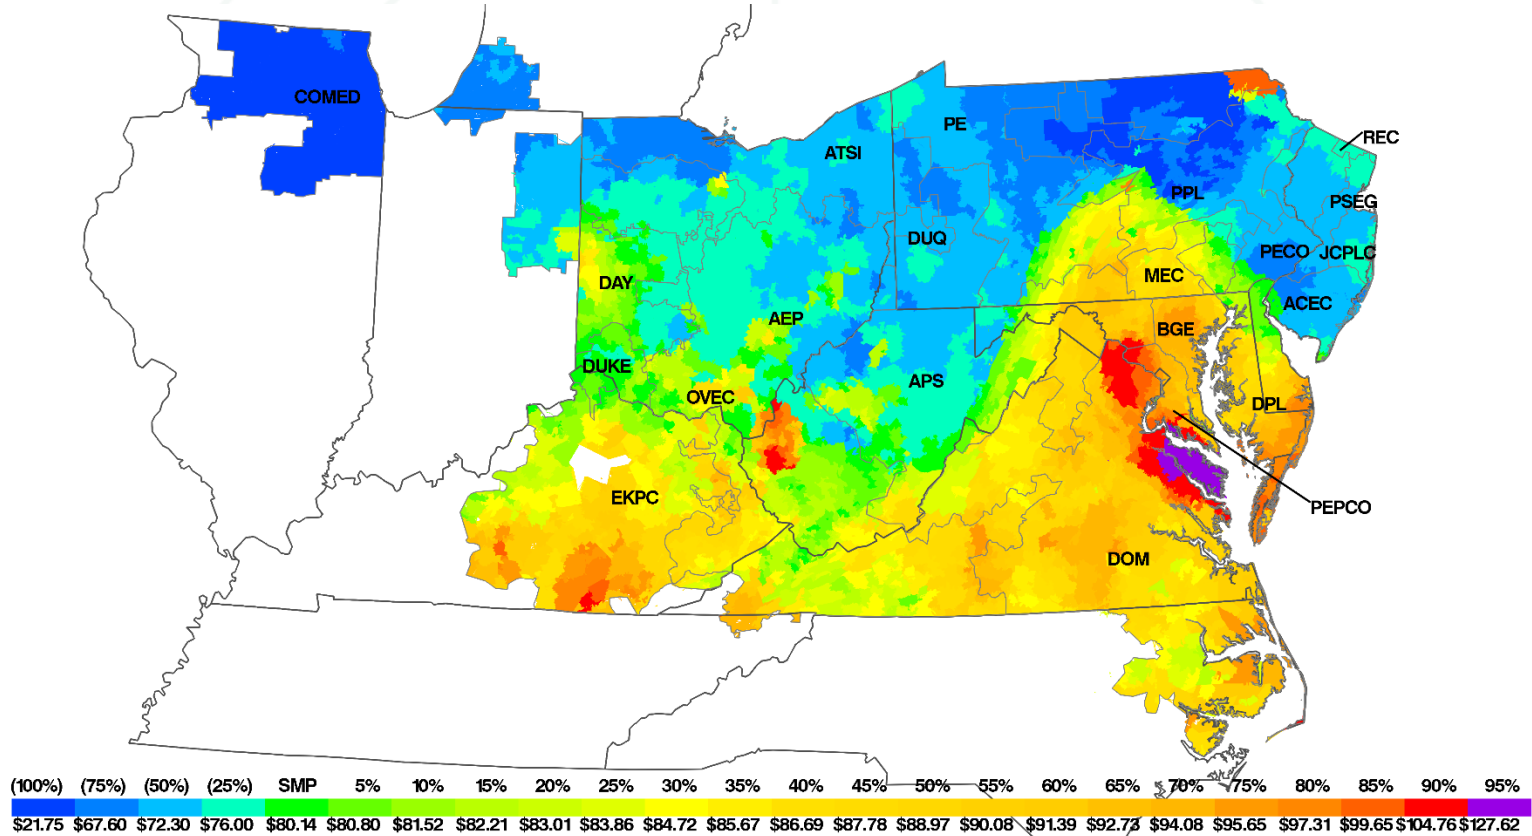 COMED
PE
REC
ATSI
PPL
PSEG
DUQ
PECO JCPLC
MEC
DAY
ACEC
AEP
BGE
DUKE
APS
OVEC
DPL
EKPC
PEPCO
DOM
(100%) (75%) (50%) (25%) SMP 5% 10% 15% 20% 25% 30% 35% 40% 45% 50% 55% 60% 65% 70% 75% 80% 85% 90% 95%
$21.75 $67.60 $72.30 $76.00 $80.14 $80.80 $81.52 $82.21 $83.01 $83.86 $84.72 $85.67 $86.69 $87.78 $88.97 $90.08 $91.39 $92.73 $94.08 $95.65 $97.31 $99.65 $104.76 $127.62